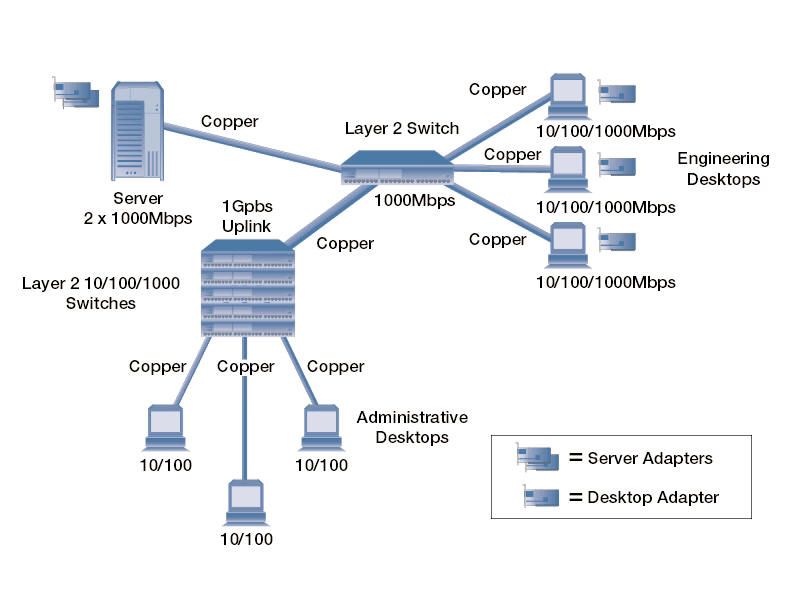 Copper
Copper
Layer 2 Switch
10/100/1000Mbps
Copper
Engineering
Desktops
Server
2 x 1000Mbps
1Gpbs
Uplink
1000Mbps
10/100/1000Mbps
Copper
Copper
Layer 2 10/100/1000
Switches
10/100/1000Mbps
Copper
Copper
Copper
Administrative
Desktops
10/100
10/100
10/100
= Server Adapters
= Desktop Adapter